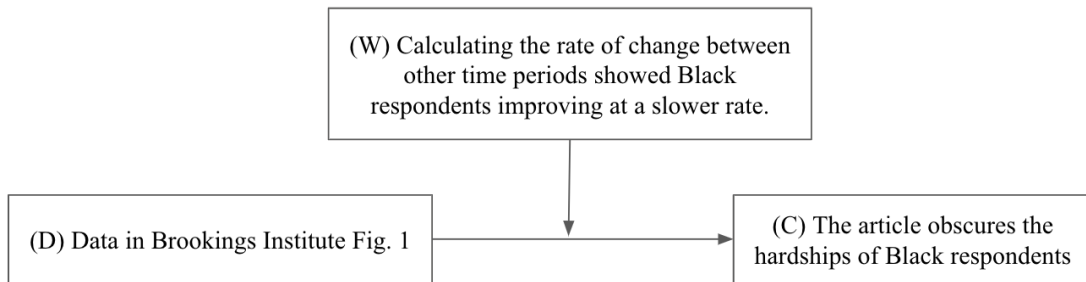 (W) Calculating the rate of change between
other time periods showed Black
respondents improving at a slower rate.
(D) Data in Brookings Institute Fig. 1
(C) The article obscures the
hardships of Black respondents